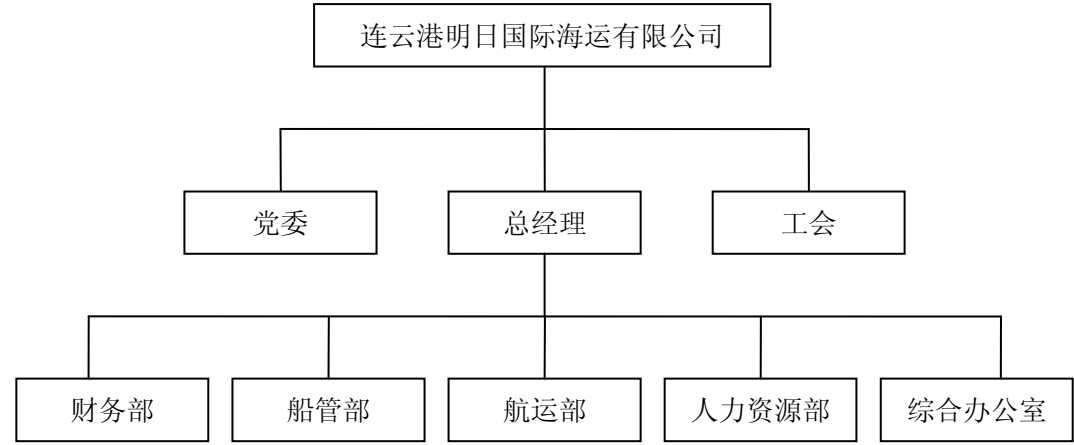 连云港明日国际海运有限公司
党委
总经理
工会
财务部
船管部
航运部
人力资源部
综合办公室